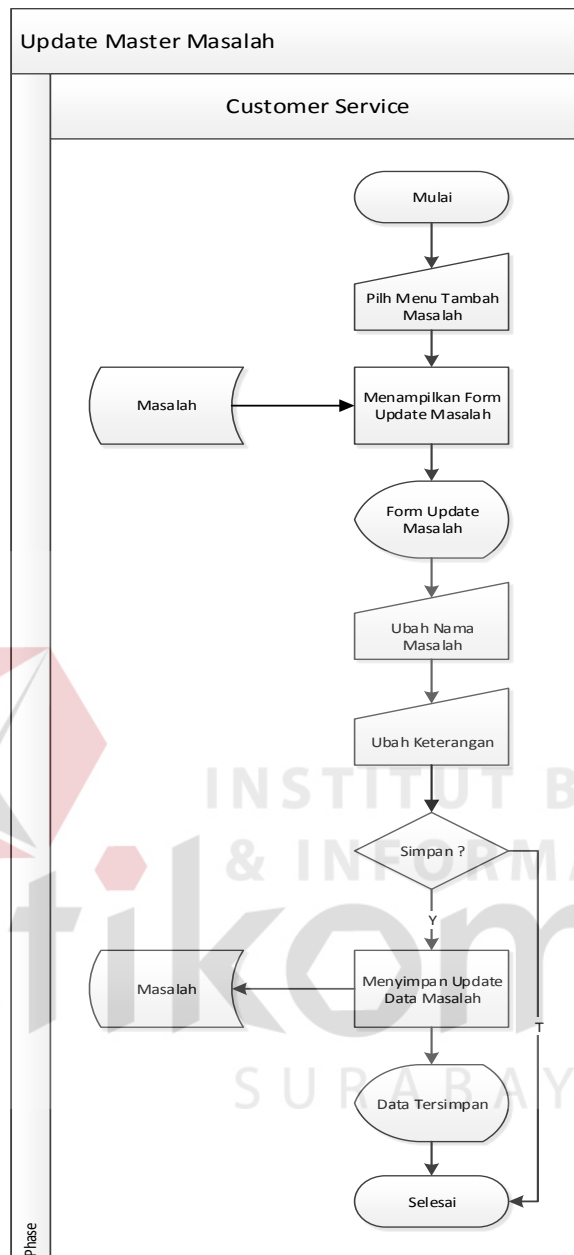 Update Master Masalah
Customer Service
Mulai
Pilh Menu Tambah
Masalah
Masalah
Menampilkan Form
Update Masalah
Form Update
Masalah
Ubah Nama
Masalah
Ubah Keterangan
INSTITUT B
Simpan ?
& INFORMA
Y
tikom
Masalah
Menyimpan Update
Data Masalah
T
SURABAY
Data Tersimpan
Selesai
Phase